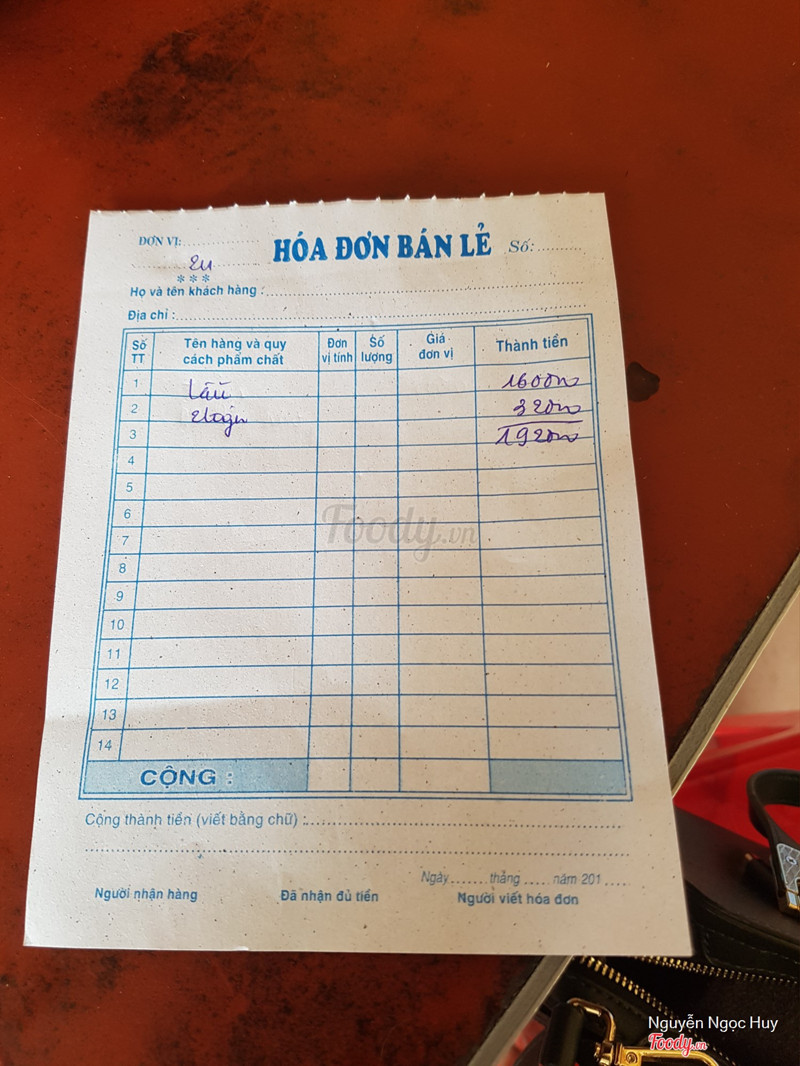 ĐƠN VỊ:
HÓA ĐƠN BÁN LẺ
Số:
***
Họ và tên khách hàng :
Địa chỉ :
Số TT
Tên hàng và quy cách phẩm chất
Đơn vị tính
Số lượng
Giá đơn vị
Thành tiền
1 Lẩu 160000
2 32000
3 192000
4
5
6
7
8
9
10
11
12
13
14
Foody.vn
CỘNG :
Cộng thành tiền (viết bằng chữ) :
Ngày tháng năm 201
Người nhận hàng Đã nhận đủ tiền Người viết hóa đơn
Nguyễn Ngọc Huy
Foody.vn